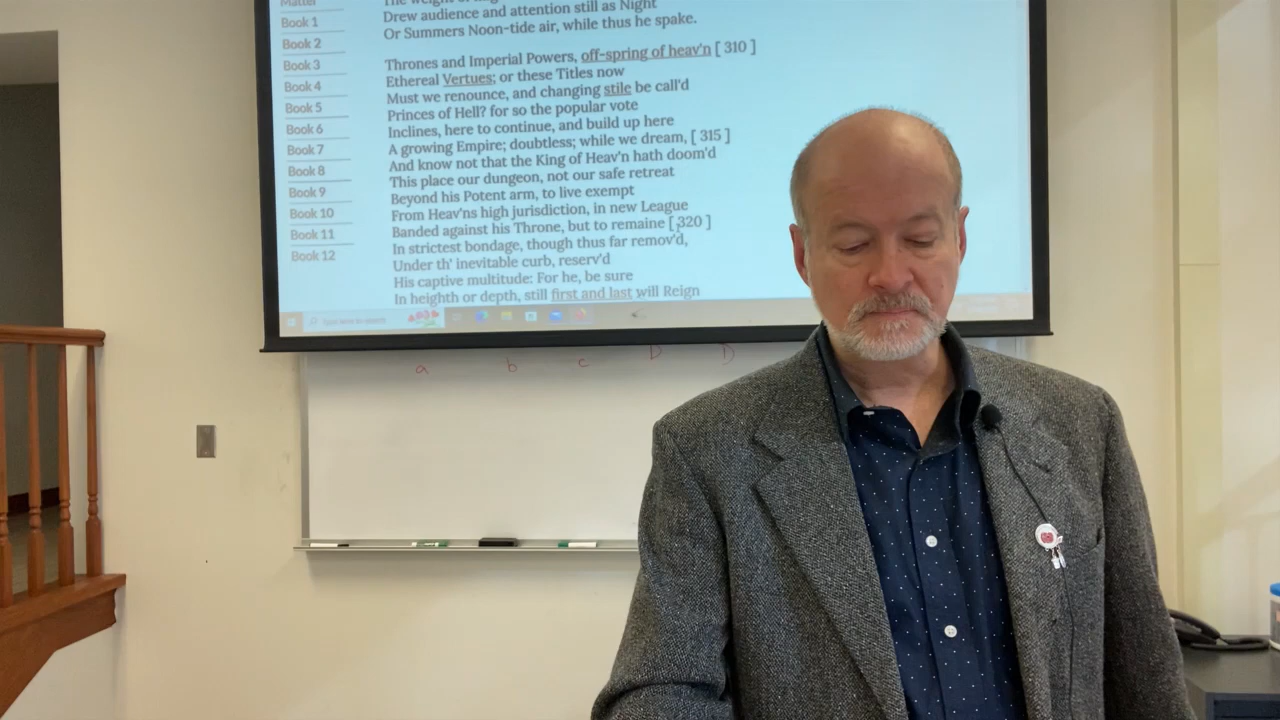 Matter
Book 1
Book 2
Book 3
Book 4
Book 5
Book 6
Book 7
Book 8
Book 9
Book 10
Book 11
Book 12
Drew audience and attention still as Night
Or Summers Noon-tide air, while thus he spake.
Thrones and Imperial Powers, off-spring of heav'n [ 310 ]
Ethereal Vertues; or these Titles now
Must we renounce, and changing stile be call'd
Princes of Hell? for so the popular vote
Inclines, here to continue, and build up here
A growing Empire; doubtless; while we dream, [ 315 ]
And know not that the King of Heav'n hath doom'd
This place our dungeon, not our safe retreat
Beyond his Potent arm, to live exempt
From Heav'ns high jurisdiction, in new League
Banded against his Throne, but to remaine [ 320 ]
In strictest bondage, though thus far remov'd,
Under th' inevitable curb, reserv'd
His captive multitude: For he, be sure
In heighth or depth, still first and last will Reign
Type here to search
a b c D D